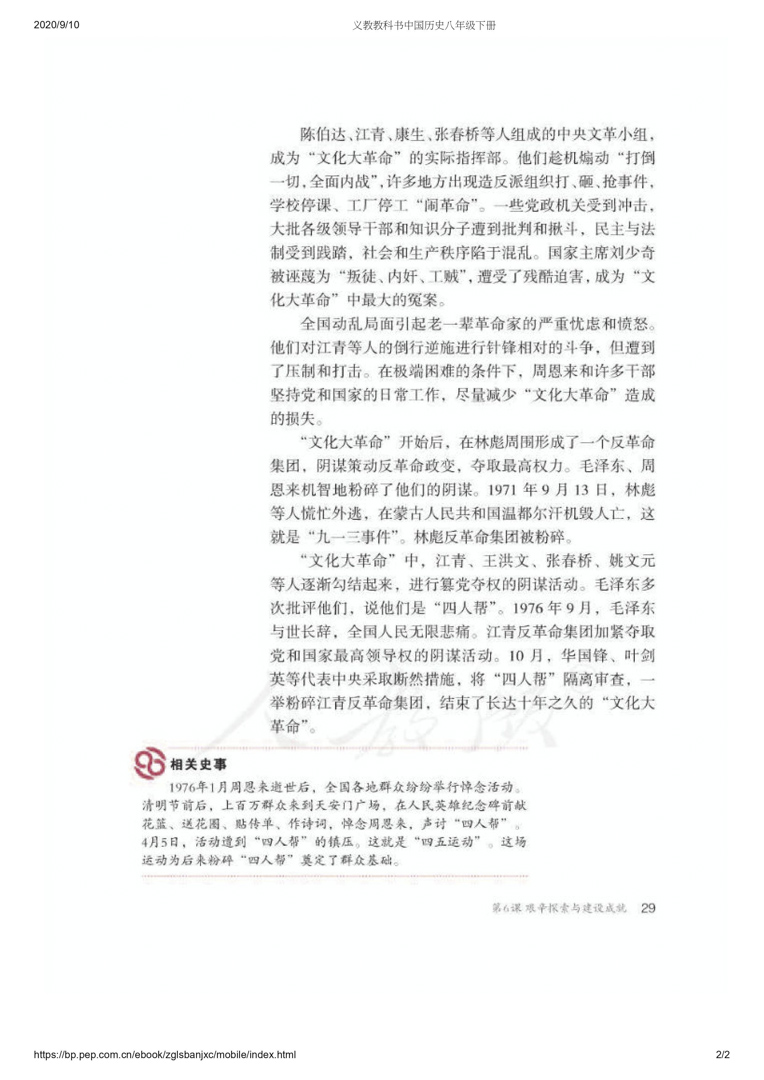 2020/9/10
义教教科书中国历史八年级下册
陈伯达、江青、康生、张春桥等人组成的中央文革小组，
成为“文化大革命”的实际指挥部。他们趁机煽动“打倒
一切，全面内战”，许多地方出现造反派组织打、砸、抢事件，
学校停课、工厂停工“闹革命”。一些党政机关受到冲击，
大批各级领导干部和知识分子遭到批判和揪斗，民主与法
制受到践踏，社会和生产秩序陷于混乱。国家主席刘少奇
被诬蔑为“叛徒、内奸、工贼”，遭受了残酷迫害，成为“文
化大革命”中最大的冤案。
全国动乱局面引起老一辈革命家的严重忧虑和愤怒。
他们对江青等人的倒行逆施进行针锋相对的斗争，但遭到
了压制和打击。在极端困难的条件下，周恩来和许多干部
坚持党和国家的日常工作，尽量减少“文化大革命”造成
的损失。
“文化大革命”开始后，在林彪周围形成了一个反革命
集团，阴谋策动反革命政变，夺取最高权力。毛泽东、周
恩来机智地粉碎了他们的阴谋。1971 年 9 月 13 日，林彪
等人慌忙外逃，在蒙古人民共和国温都尔汗机毁人亡，这
就是“九一三事件”。林彪反革命集团被粉碎。
“文化大革命”中，江青、王洪文、张春桥、姚文元
等人逐渐勾结起来，进行篡党夺权的阴谋活动。毛泽东多
次批评他们，说他们是“四人帮”。1976 年 9 月，毛泽东
与世长辞，全国人民无限悲痛。江青反革命集团加紧夺取
党和国家最高领导权的阴谋活动。10 月，华国锋、叶剑
英等代表中央采取断然措施，将“四人帮”隔离审查，一
举粉碎江青反革命集团，结束了长达十年之久的“文化大
革命”。
人教版
相关史事
1976年1月周恩来逝世后，全国各地群众纷纷举行悼念活动。
清明节前后，上百万群众来到天安门广场，在人民英雄纪念碑前献
花篮、送花圈、贴传单、作诗词，悼念周恩来，声讨“四人帮”。
4月5日，活动遭到“四人帮”的镇压。这就是“四五运动”。这场
运动为后来粉碎“四人帮”奠定了群众基础。
第6课 艰辛探索与建设成就 29
https://bp.pep.com.cn/ebook/zglsbanjxc/mobile/index.html
2/2